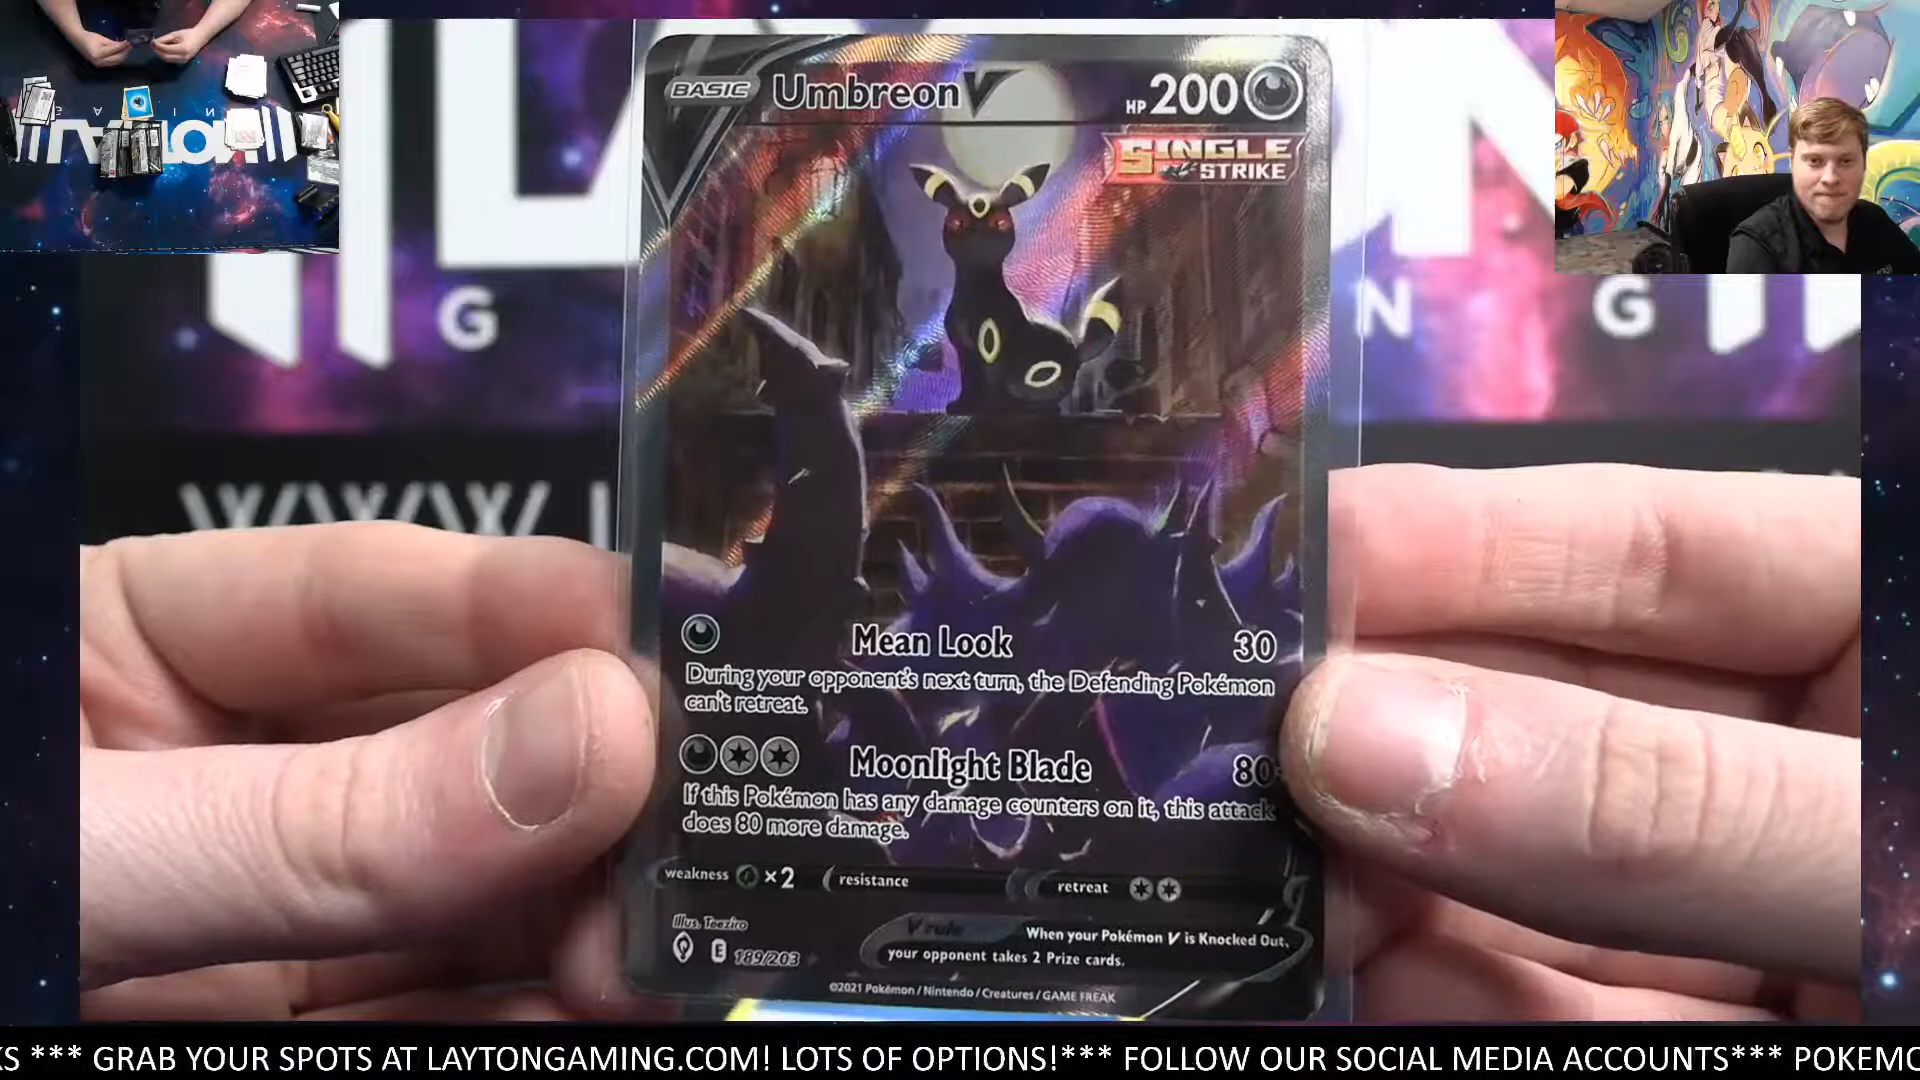 BASIC Umbreon V HP 200
SINGLE
STRIKE
G
N G
WWW.
Mean Look 30
During your opponent's next turn, the Defending Pokémon
can't retreat.
Moonlight Blade 80
If this Pokémon has any damage counters on it, this attack
does 80 more damage.
weakness ×2 resistance retreat
Illus. Teeziro
E 189/203
V rule When your Pokémon V is Knocked Out,
your opponent takes 2 Prize cards.
©2021 Pokémon / Nintendo / Creatures / GAME FREAK
KS *** GRAB YOUR SPOTS AT LAYTONGAMING.COM! LOTS OF OPTIONS!*** FOLLOW OUR SOCIAL MEDIA ACCOUNTS*** POKEMO